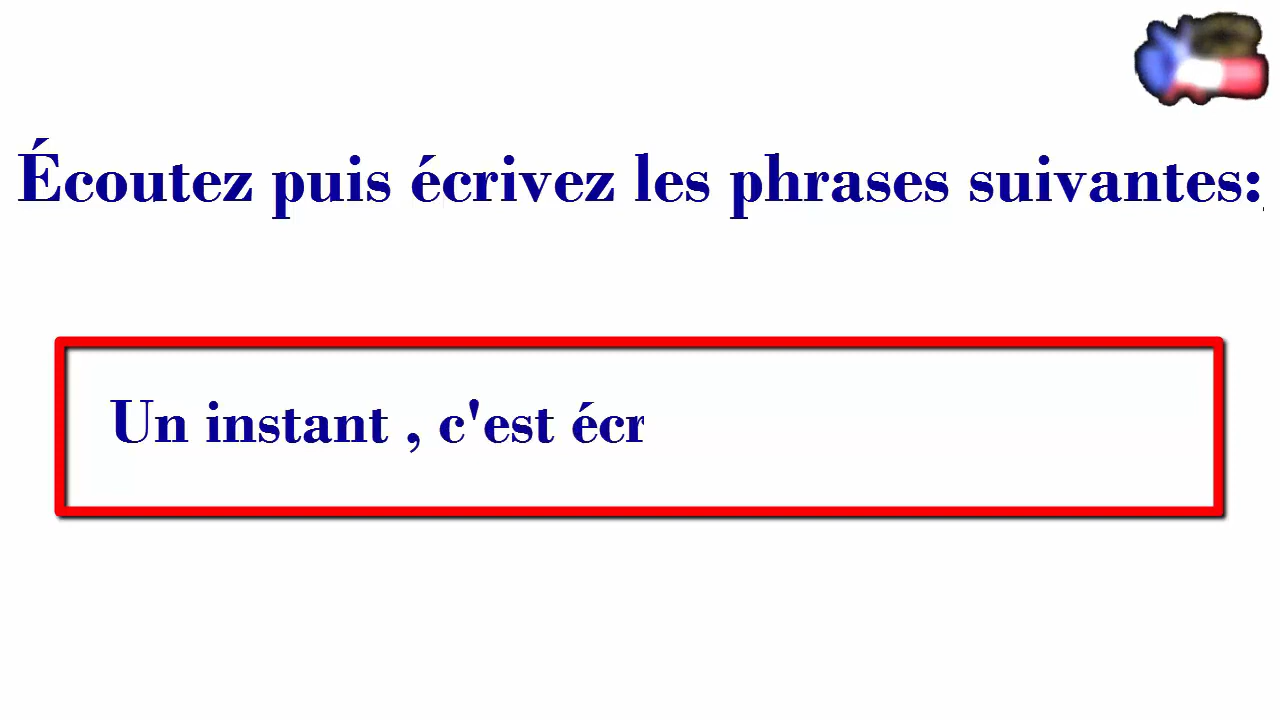 Écoutez puis écrivez les phrases suivantes:
Un instant , c'est écr